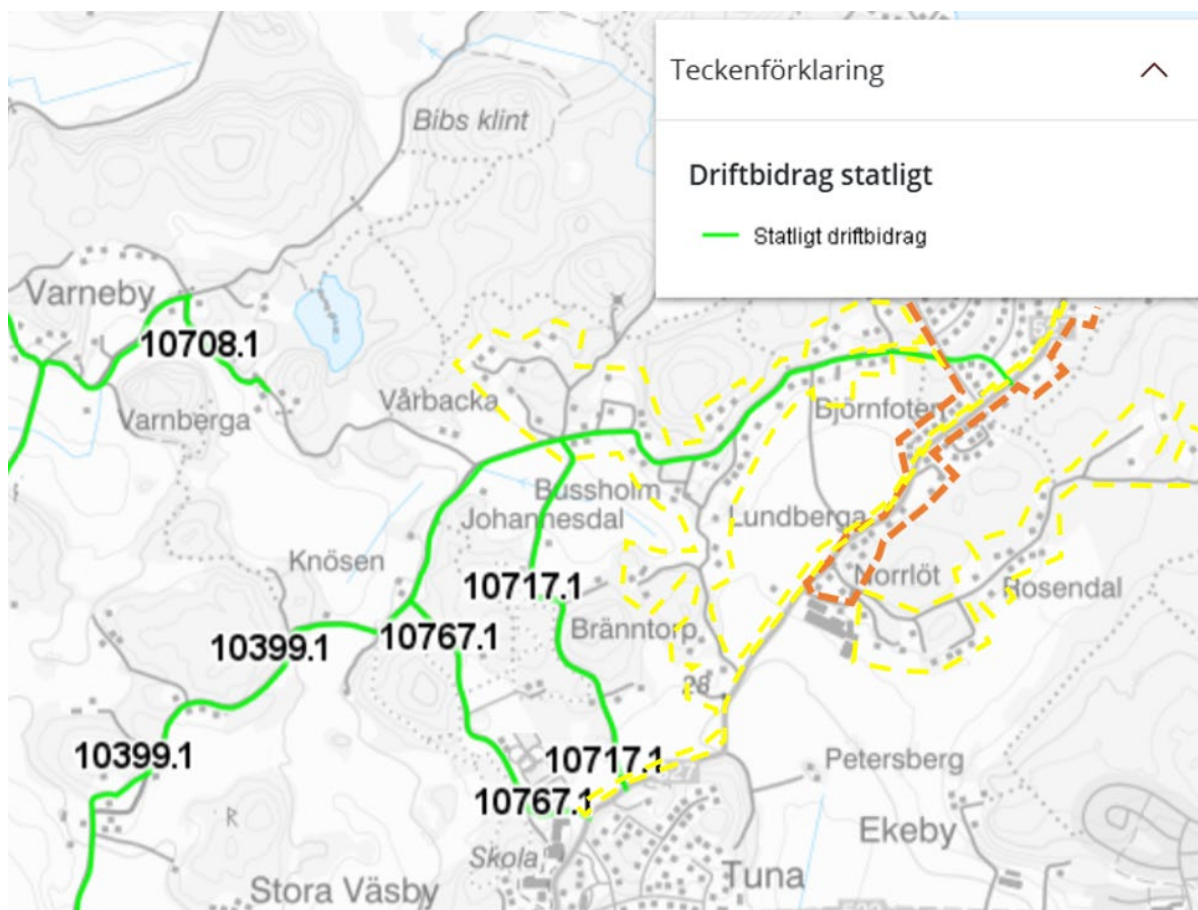 Teckenförklaring
Driftbidrag statligt
Statligt driftbidrag
Bibs klint
Varneby
10708.1
Varnberga
Vårbacka
Björnfoten
Bussholm
Johannesdal
Lundberga
Knösen
10717.1
Norrlöt
Rosendal
10399.1
10767.1
Bränntorp
28
10399.1
10717.1
Petersberg
10767.1
Ekeby
Skola
Tuna
Stora Väsby